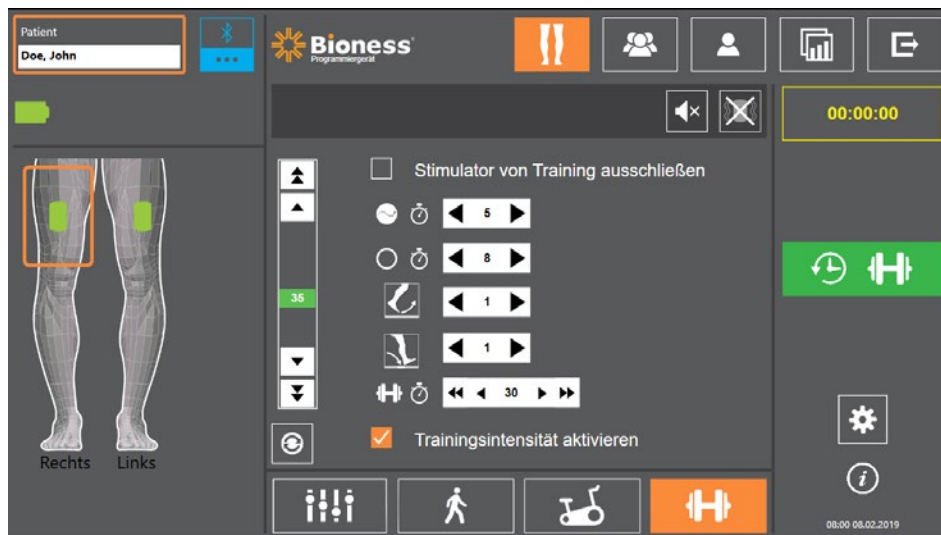 Patient
Doe, John
Bioness
Programmiergerät
00:00:00
Stimulator von Training ausschließen
5
8
35
1
1
30
Trainingsintensität aktivieren
Rechts
Links
08:00 08.02.2019